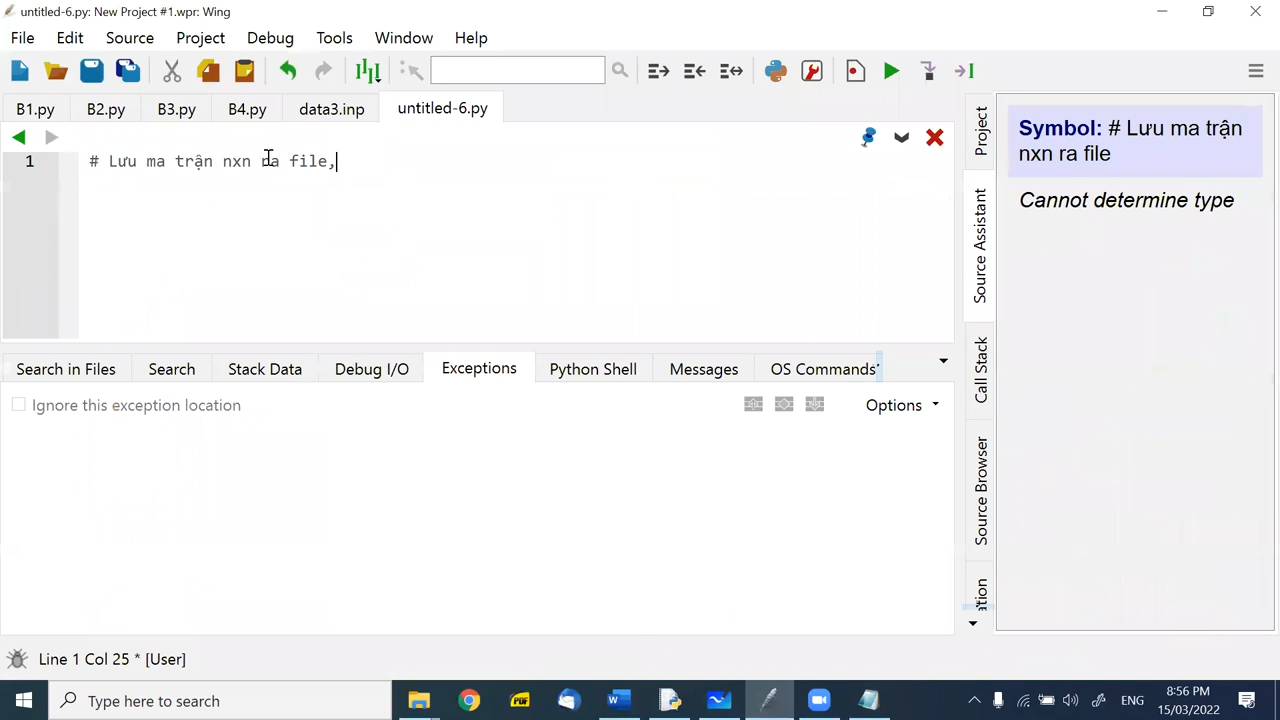 untitled-6.py: New Project #1.wpr: Wing
File Edit Source Project Debug Tools Window Help
B1.py B2.py B3.py B4.py data3.inp untitled-6.py
1 # Lưu ma trận nxn ra file,
Search in Files Search Stack Data Debug I/O Exceptions Python Shell Messages OS Commands
Ignore this exception location
Options
Project
Source Assistant
Call Stack
Source Browser
Symbol: # Lưu ma trận
nxn ra file
Cannot determine type
Line 1 Col 25 * [User]
Type here to search
PDF
ENG
8:56 PM
15/03/2022